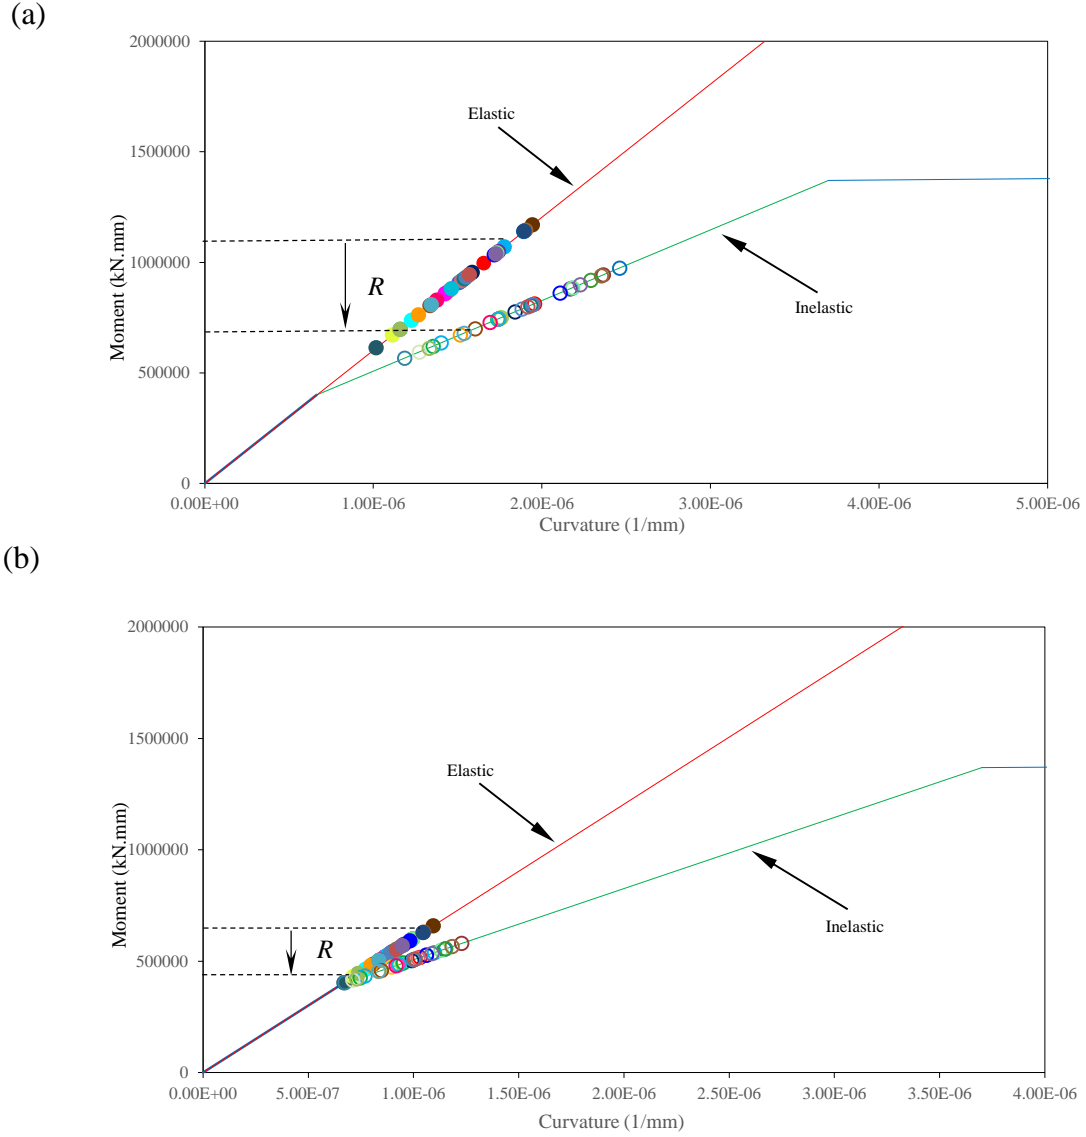 (a)
2000000
Elastic
1500000
1000000
R
Inelastic
500000
0
Moment (kN.mm)
0.00E+00 1.00E-06 2.00E-06 3.00E-06 4.00E-06 5.00E-06
Curvature (1/mm)
(b)
2000000
1500000
Elastic
1000000
Inelastic
R
500000
0
Moment (kN.mm)
0.00E+00 5.00E-07 1.00E-06 1.50E-06 2.00E-06 2.50E-06 3.00E-06 3.50E-06 4.00E-06
Curvature (1/mm)